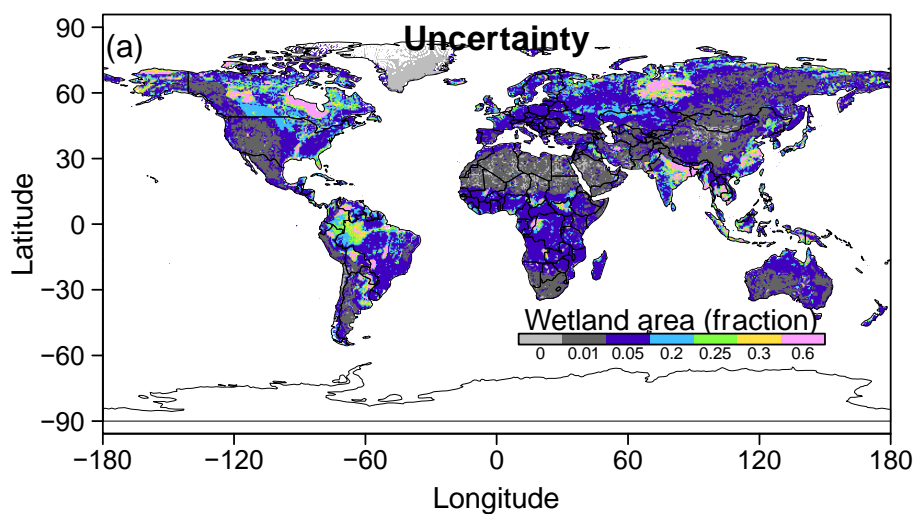 (a)
Uncertainty
90
60
30
0
−30
−60
−90
Latitude
Wetland area (fraction)
0 0.01 0.05 0.2 0.25 0.3 0.6
−180 −120 −60 0 60 120 180
Longitude